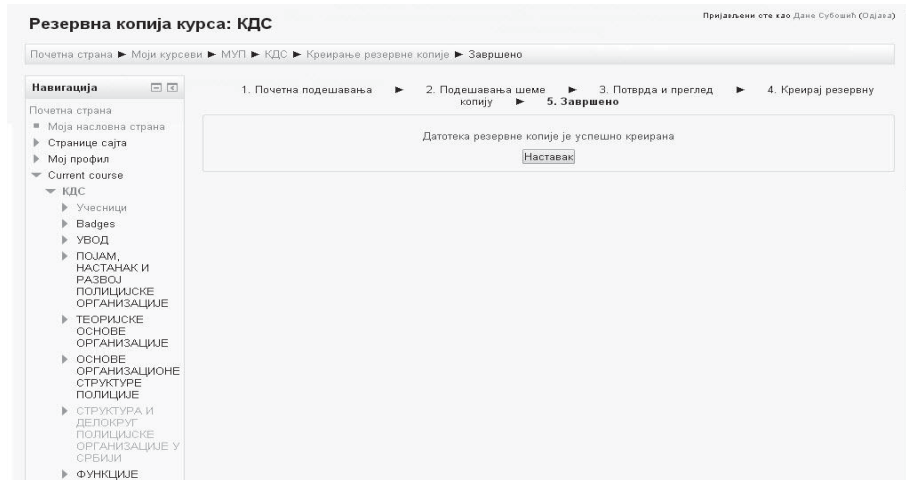 Резервна копија курса: КДС
Пријављени сте као Дане Субошић (Одјава)
Почетна страна ► Моји курсеви ► МУП ► КДС ► Креирање резервне копије ► Завршено
Навигација
Почетна страна
Моја насловна страна
Странице сајта
Мој профил
Current course
КДС
Учесници
Badges
УВОД
ПОЈАМ,
НАСТАНАК И
РАЗВОЈ
ПОЛИЦИЈСКЕ
ОРГАНИЗАЦИЈЕ
ТЕОРИЈСКЕ
ОСНОВЕ
ОРГАНИЗАЦИЈЕ
ОСНОВЕ
ОРГАНИЗАЦИОНЕ
СТРУКТУРЕ
ПОЛИЦИЈЕ
СТРУКТУРА И
ДЕЛОКРУГ
ПОЛИЦИЈСКЕ
ОРГАНИЗАЦИЈЕ У
СРБИЈИ
ФУНКЦИЈЕ
1. Почетна подешавања ► 2. Подешавања шеме ► 3. Потврда и преглед ► 4. Креирај резервну
копију ► 5. Завршено
Датотека резервне копије је успешно креирана
Наставак